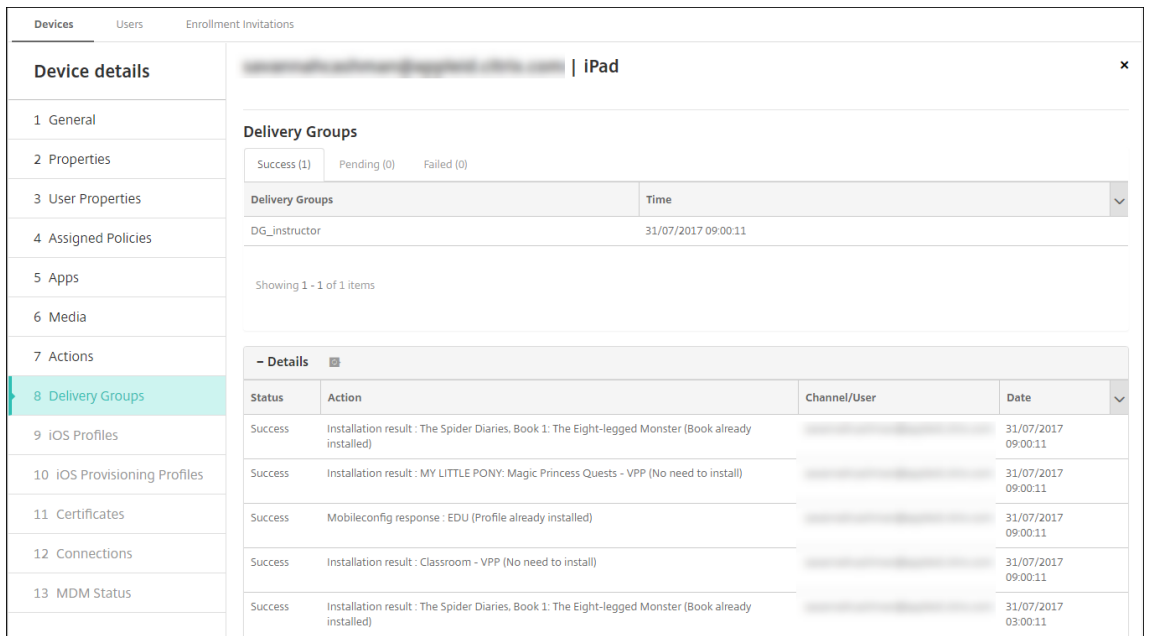 Devices Users Enrollment Invitations
Device details
| iPad
×
1 General
2 Properties
3 User Properties
4 Assigned Policies
5 Apps
6 Media
7 Actions
8 Delivery Groups
9 iOS Profiles
10 iOS Provisioning Profiles
11 Certificates
12 Connections
13 MDM Status
Delivery Groups
Success (1) Pending (0) Failed (0)
Delivery Groups Time
DG_instructor 31/07/2017 09:00:11
Showing 1 - 1 of 1 items
– Details
Status Action Channel/User Date
Success Installation result : The Spider Diaries, Book 1: The Eight-legged Monster (Book already 31/07/2017
installed) 09:00:11
Success Installation result : MY LITTLE PONY: Magic Princess Quests - VPP (No need to install) 31/07/2017
09:00:11
Success Mobileconfig response : EDU (Profile already installed) 31/07/2017
09:00:11
Success Installation result : Classroom - VPP (No need to install) 31/07/2017
09:00:11
Success Installation result : The Spider Diaries, Book 1: The Eight-legged Monster (Book already 31/07/2017
installed) 03:00:11